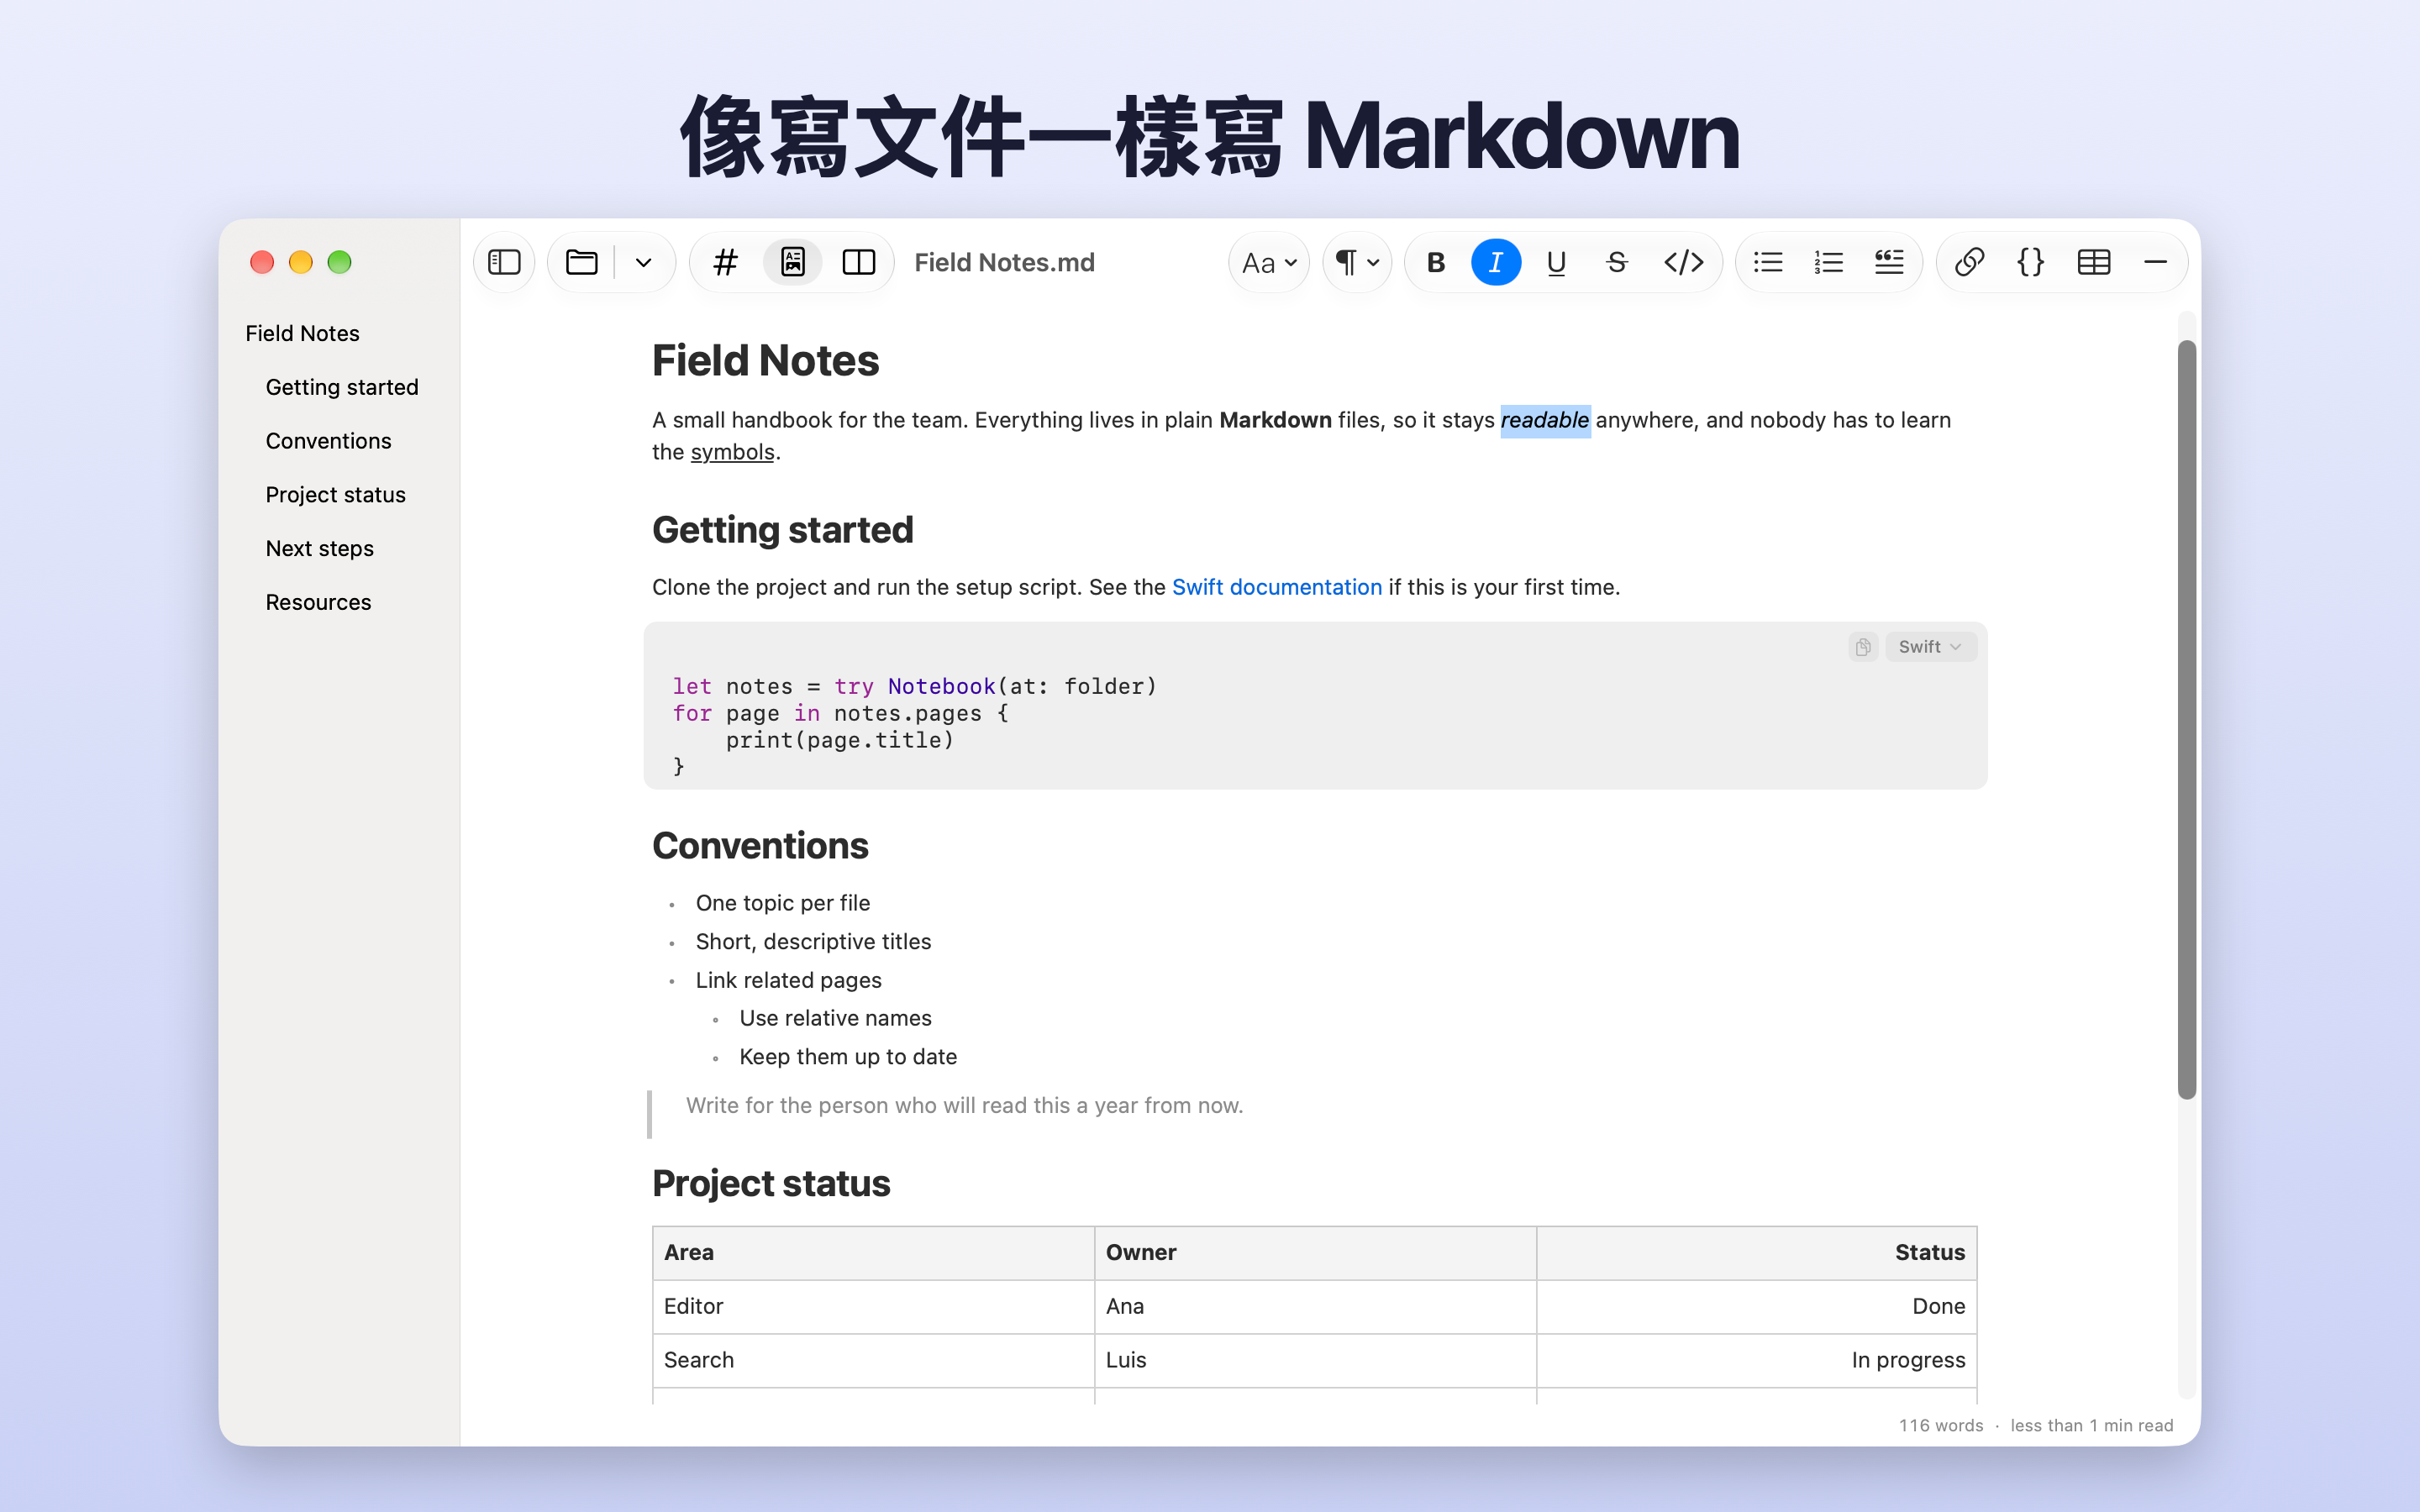 像寫文件一樣寫 Markdown
Field Notes.md
Aa
B I U S </>
Field Notes
Getting started
Conventions
Project status
Next steps
Resources
Field Notes
A small handbook for the team. Everything lives in plain Markdown files, so it stays readable anywhere, and nobody has to learn
the symbols.
Getting started
Clone the project and run the setup script. See the Swift documentation if this is your first time.
Swift
let notes = try Notebook(at: folder)
for page in notes.pages {
    print(page.title)
}
Conventions
• One topic per file
• Short, descriptive titles
• Link related pages
◦ Use relative names
◦ Keep them up to date
Write for the person who will read this a year from now.
Project status
Area Owner Status
Editor Ana Done
Search Luis In progress
116 words · less than 1 min read